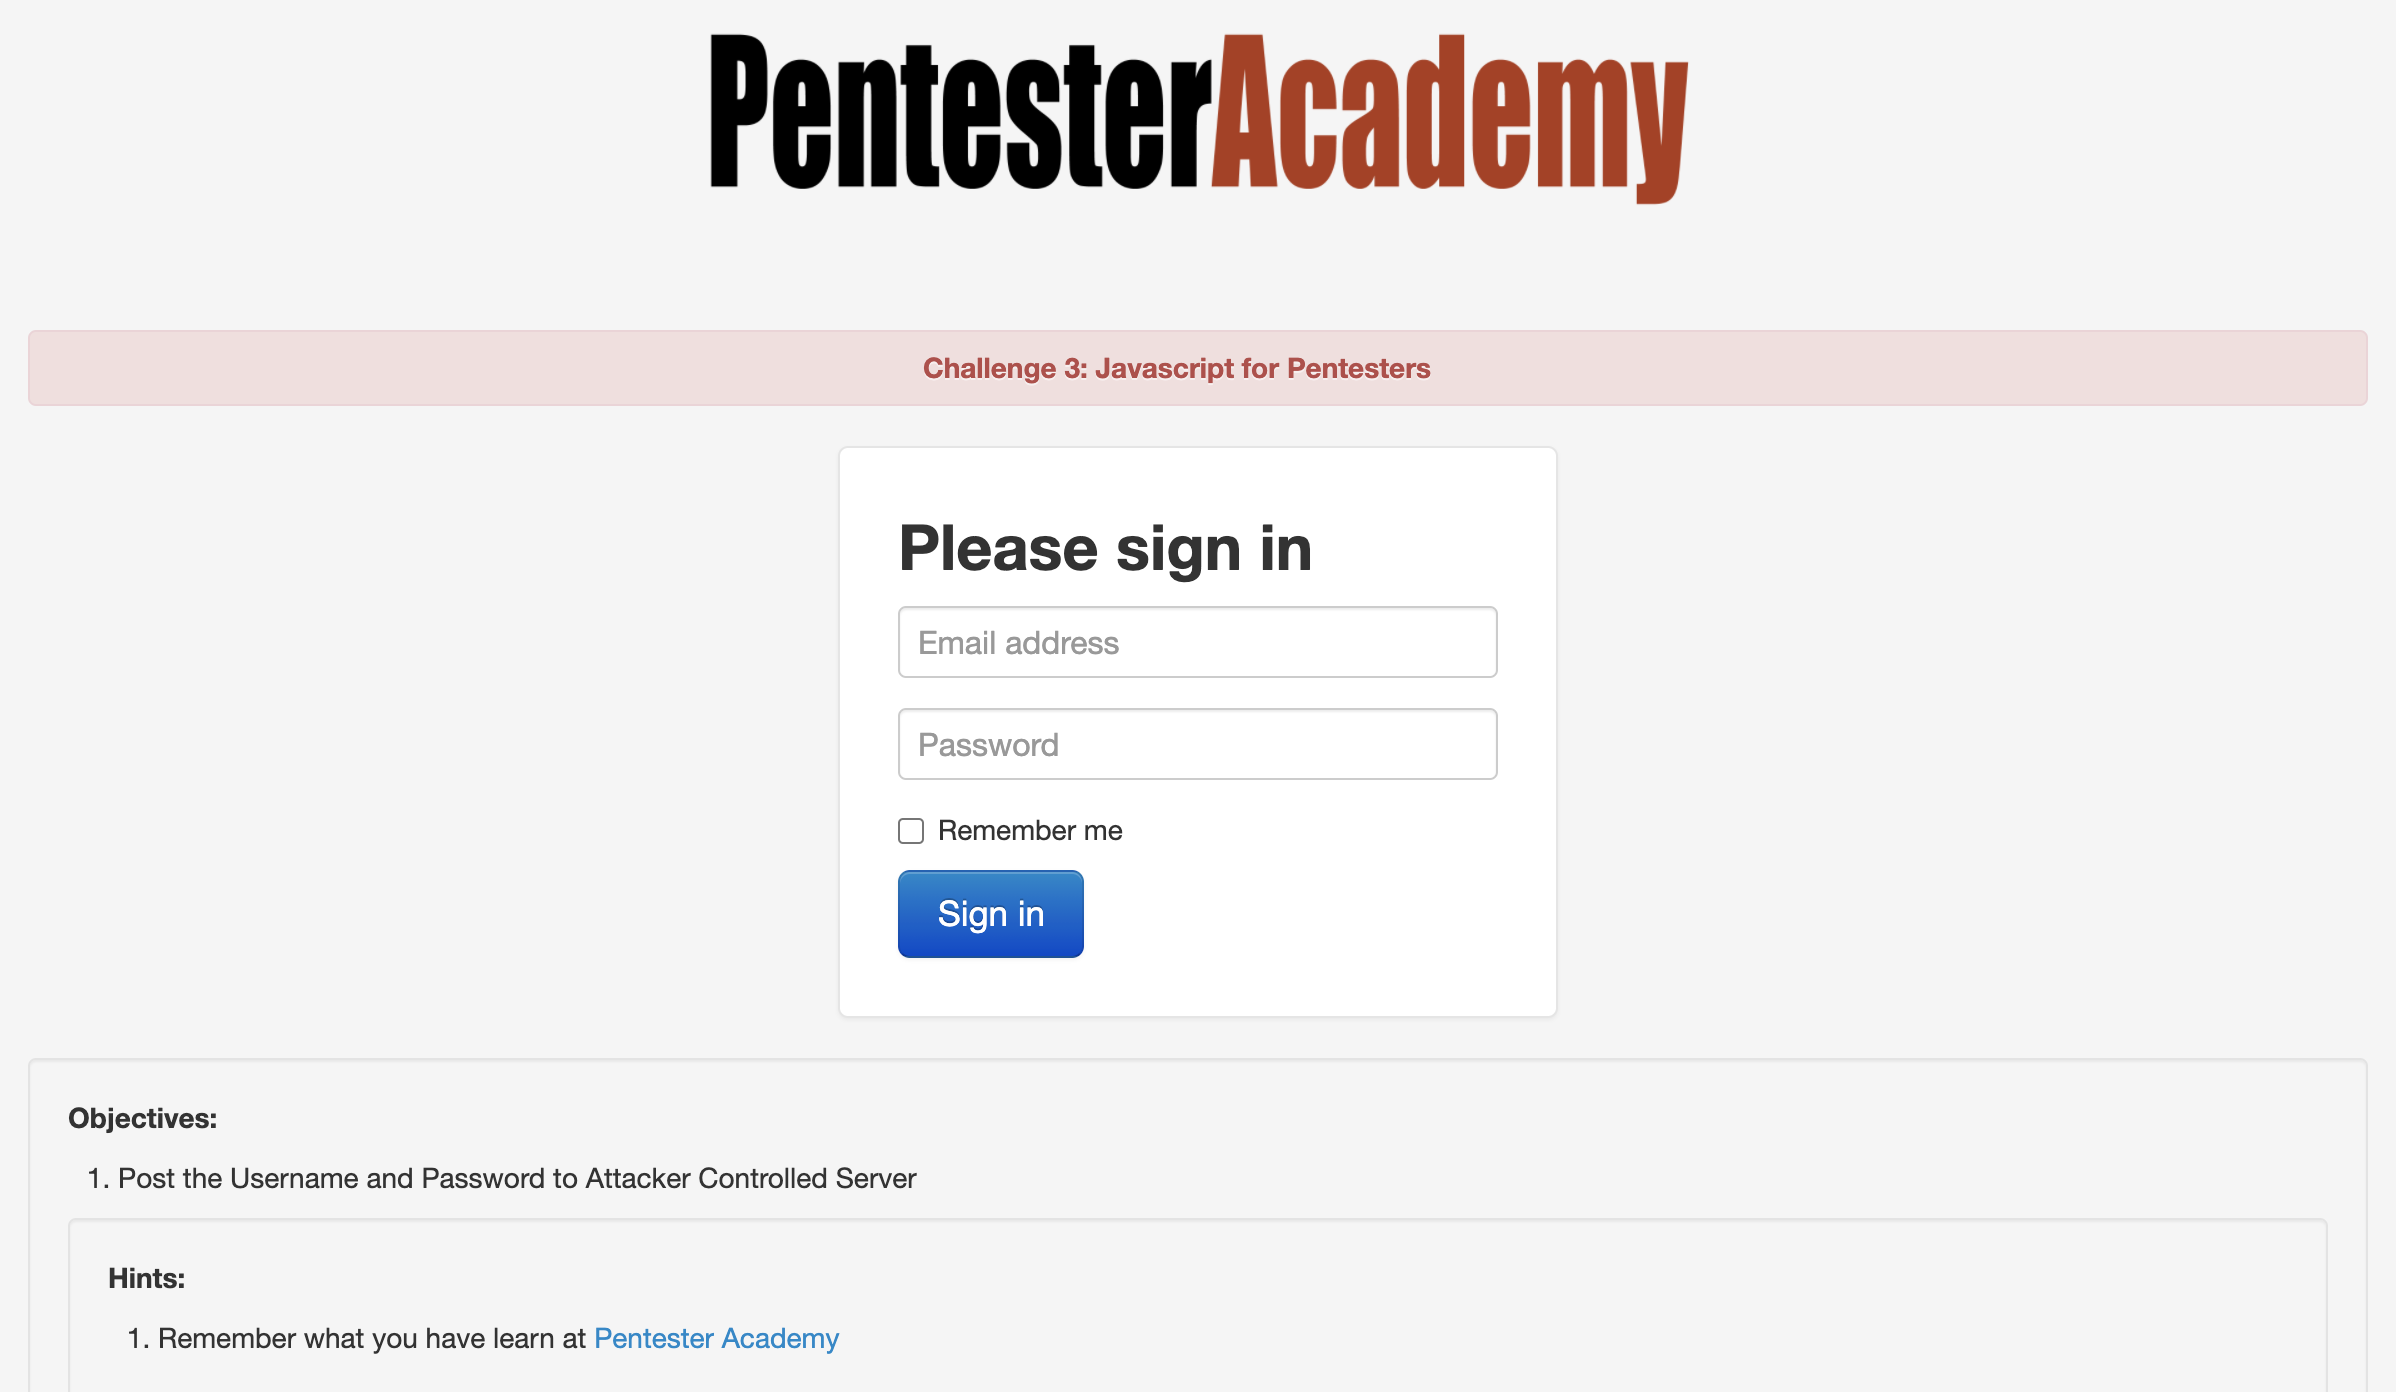 PentesterAcademy
Challenge 3: Javascript for Pentesters
Please sign in
Email address
Password
Remember me
Sign in
Objectives:
1. Post the Username and Password to Attacker Controlled Server
Hints:
1. Remember what you have learn at Pentester Academy